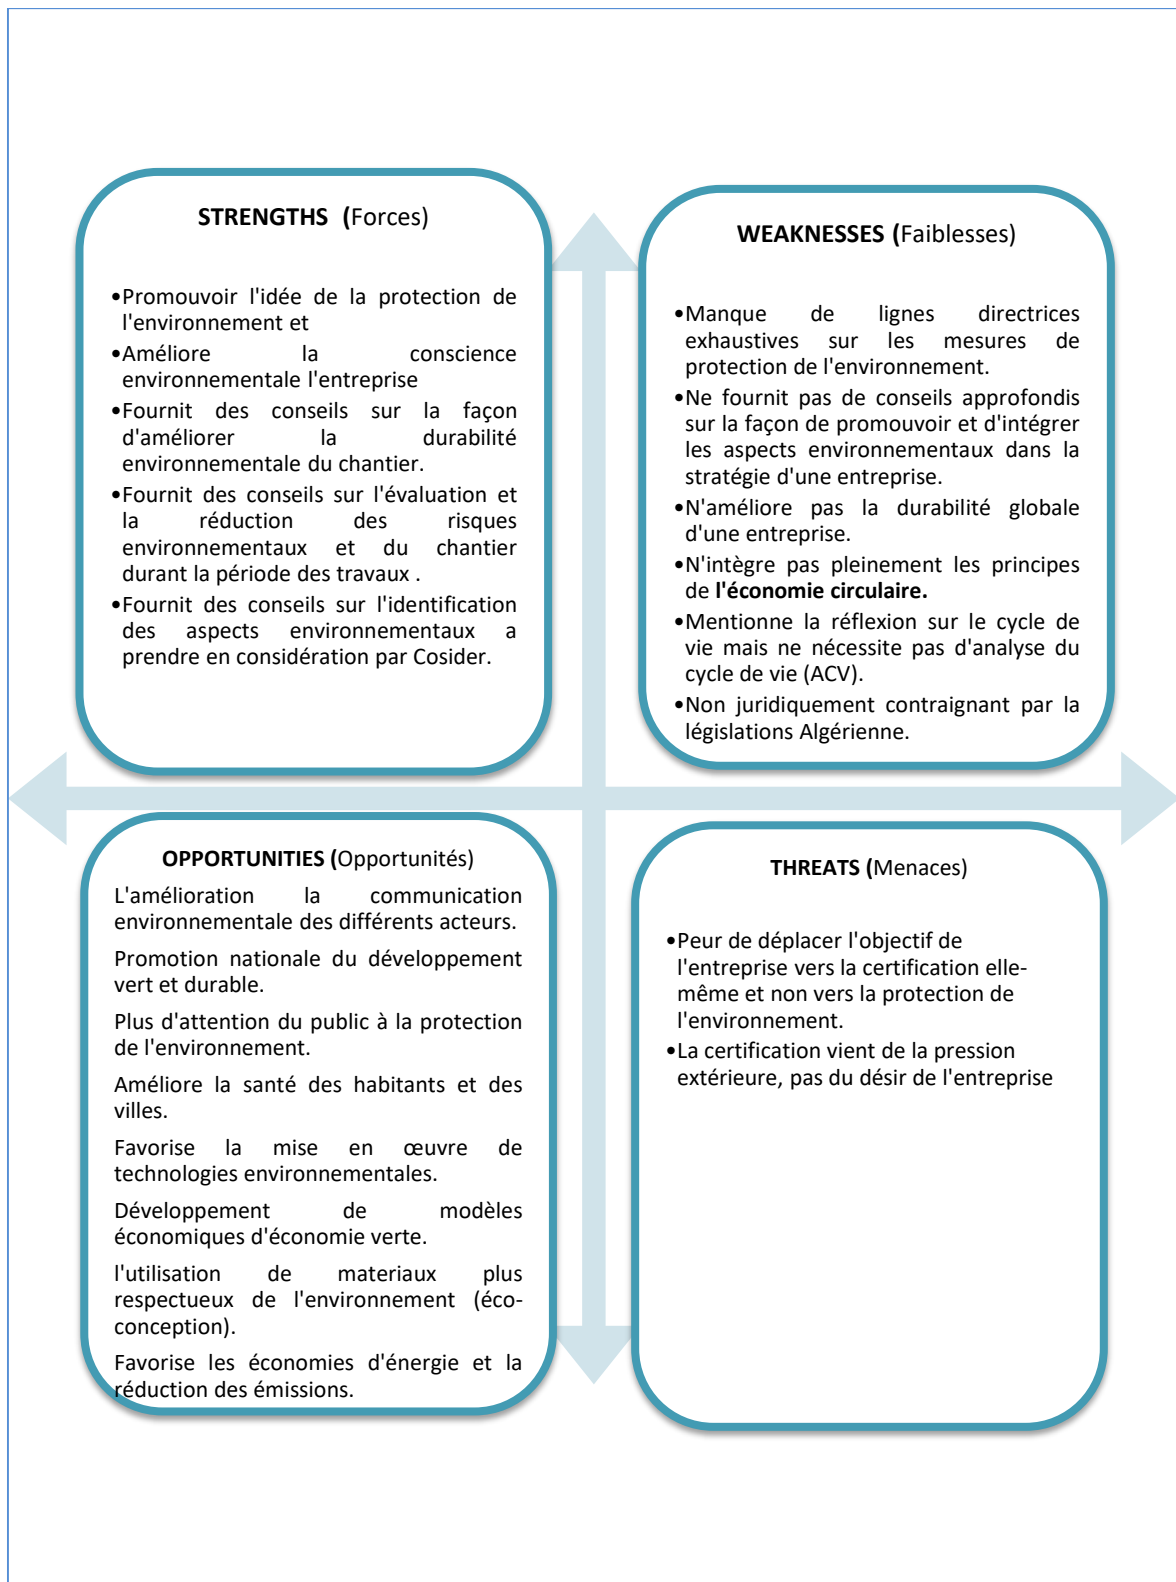 STRENGTHS (Forces)
•Promouvoir l'idée de la protection de
l'environnement et
•Améliore la conscience
environnementale l'entreprise
•Fournit des conseils sur la façon
d'améliorer la durabilité
environnementale du chantier.
•Fournit des conseils sur l'évaluation et
la réduction des risques
environnementaux et du chantier
durant la période des travaux .
•Fournit des conseils sur l'identification
des aspects environnementaux a
prendre en considération par Cosider.
WEAKNESSES (Faiblesses)
•Manque de lignes directrices
exhaustives sur les mesures de
protection de l'environnement.
•Ne fournit pas de conseils approfondis
sur la façon de promouvoir et d'intégrer
les aspects environnementaux dans la
stratégie d'une entreprise.
•N'améliore pas la durabilité globale
d'une entreprise.
•N'intègre pas pleinement les principes
de l'économie circulaire.
•Mentionne la réflexion sur le cycle de
vie mais ne nécessite pas d'analyse du
cycle de vie (ACV).
•Non juridiquement contraignant par la
législations Algérienne.
OPPORTUNITIES (Opportunités)
L'amélioration la communication
environnementale des différents acteurs.
Promotion nationale du développement
vert et durable.
Plus d'attention du public à la protection
de l'environnement.
Améliore la santé des habitants et des
villes.
Favorise la mise en œuvre de
technologies environnementales.
Développement de modèles
économiques d'économie verte.
l'utilisation de materiaux plus
respectueux de l'environnement (éco-
conception).
Favorise les économies d'énergie et la
réduction des émissions.
THREATS (Menaces)
•Peur de déplacer l'objectif de
l'entreprise vers la certification elle-
même et non vers la protection de
l'environnement.
•La certification vient de la pression
extérieure, pas du désir de l'entreprise